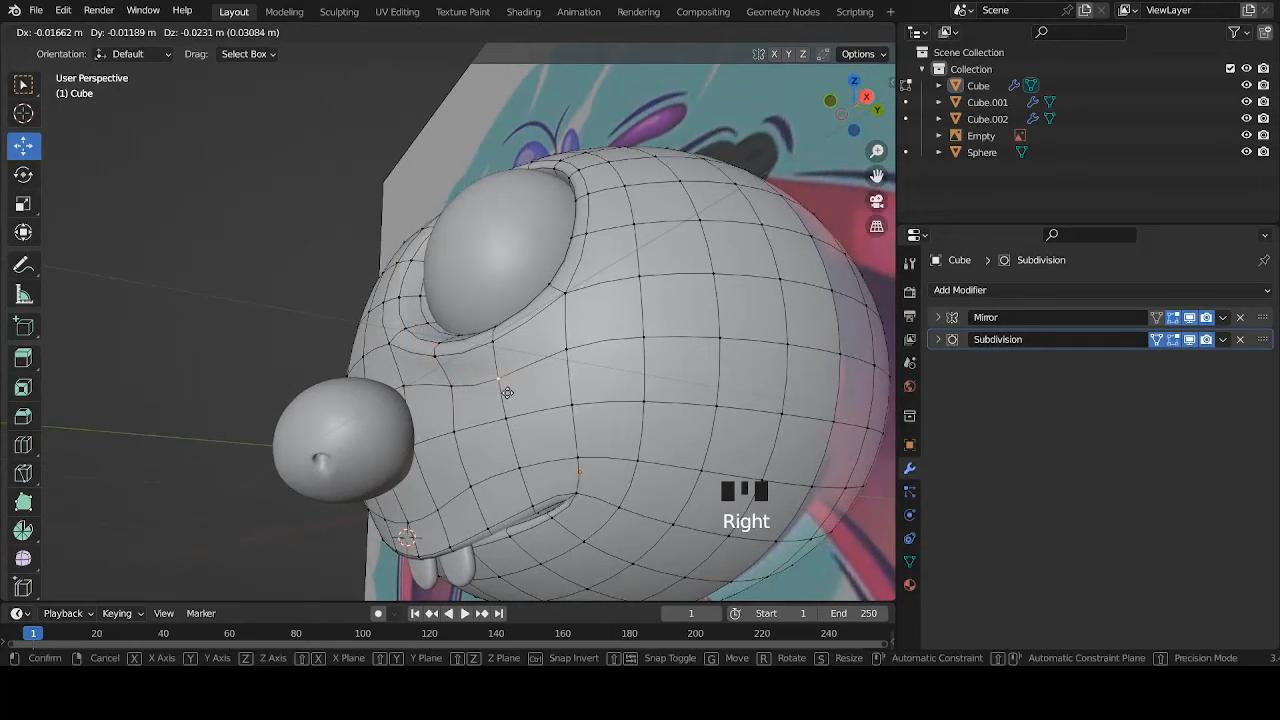 File Edit Render Window Help Layout Modeling Sculpting UV Editing Texture Paint Shading Animation Rendering Compositing Geometry Nodes Scripting + Scene ViewLayer
Dx: -0.01662 m Dy: -0.01189 m Dz: -0.0231 m (0.03084 m)
Orientation: Default Drag: Select Box X Y Z Options
User Perspective
(1) Cube
Z
X
Y
Scene Collection
Collection
Cube
Cube.001
Cube.002
Empty
Sphere
Cube > Subdivision
Add Modifier
Mirror
Subdivision
Right
Playback Keying View Marker 1 Start 1 End 250
1 20 40 60 80 100 120 140 160 180 200 220 240
Confirm Cancel X X Axis Y Y Axis Z Z Axis X X Plane Y Y Plane Z Z Plane Ctrl Snap Invert Snap Toggle G Move R Rotate S Resize Automatic Constraint Automatic Constraint Plane Precision Mode